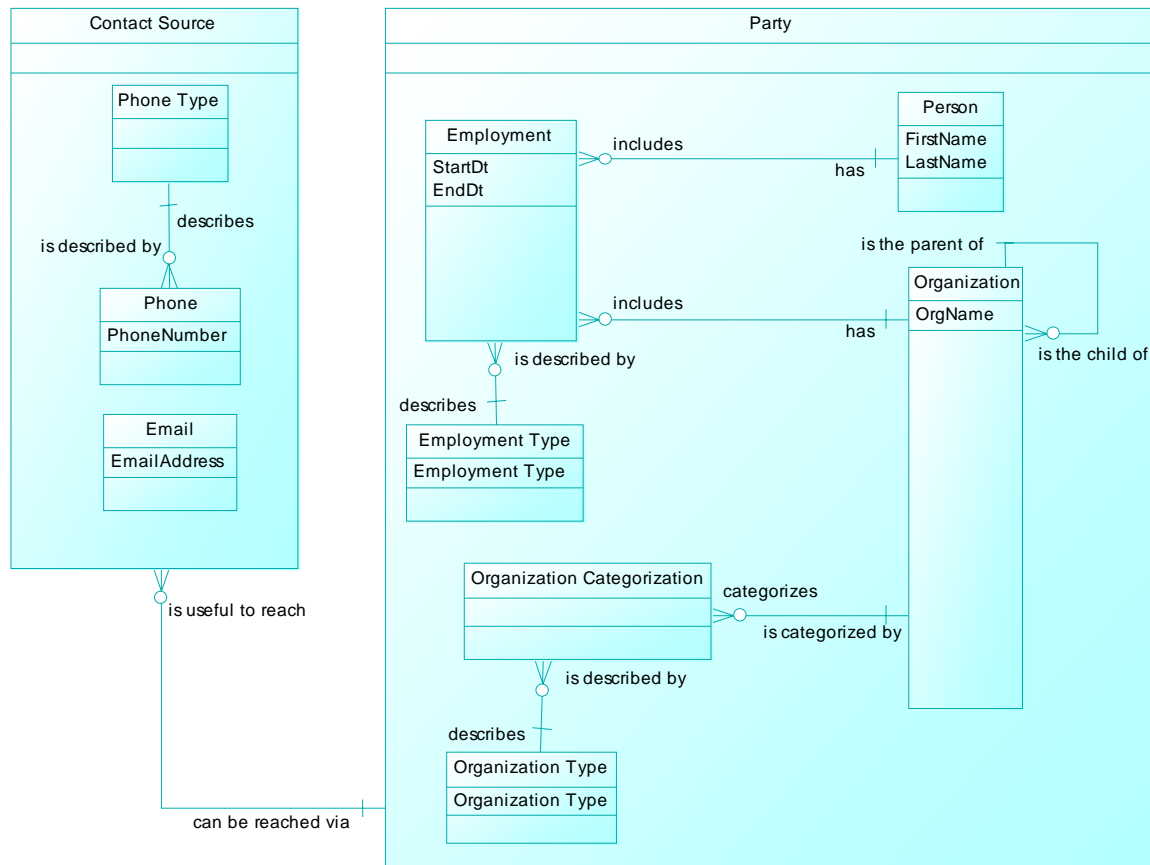 Contact Source
Phone Type
describes
is described by
Phone
PhoneNumber
Email
EmailAddress
is useful to reach
can be reached via
Party
Employment
StartDt
EndDt
includes
has
Person
FirstName
LastName
is the parent of
Organization
OrgName
is the child of
includes
has
is described by
describes
Employment Type
Employment Type
Organization Categorization
categorizes
is categorized by
is described by
describes
Organization Type
Organization Type